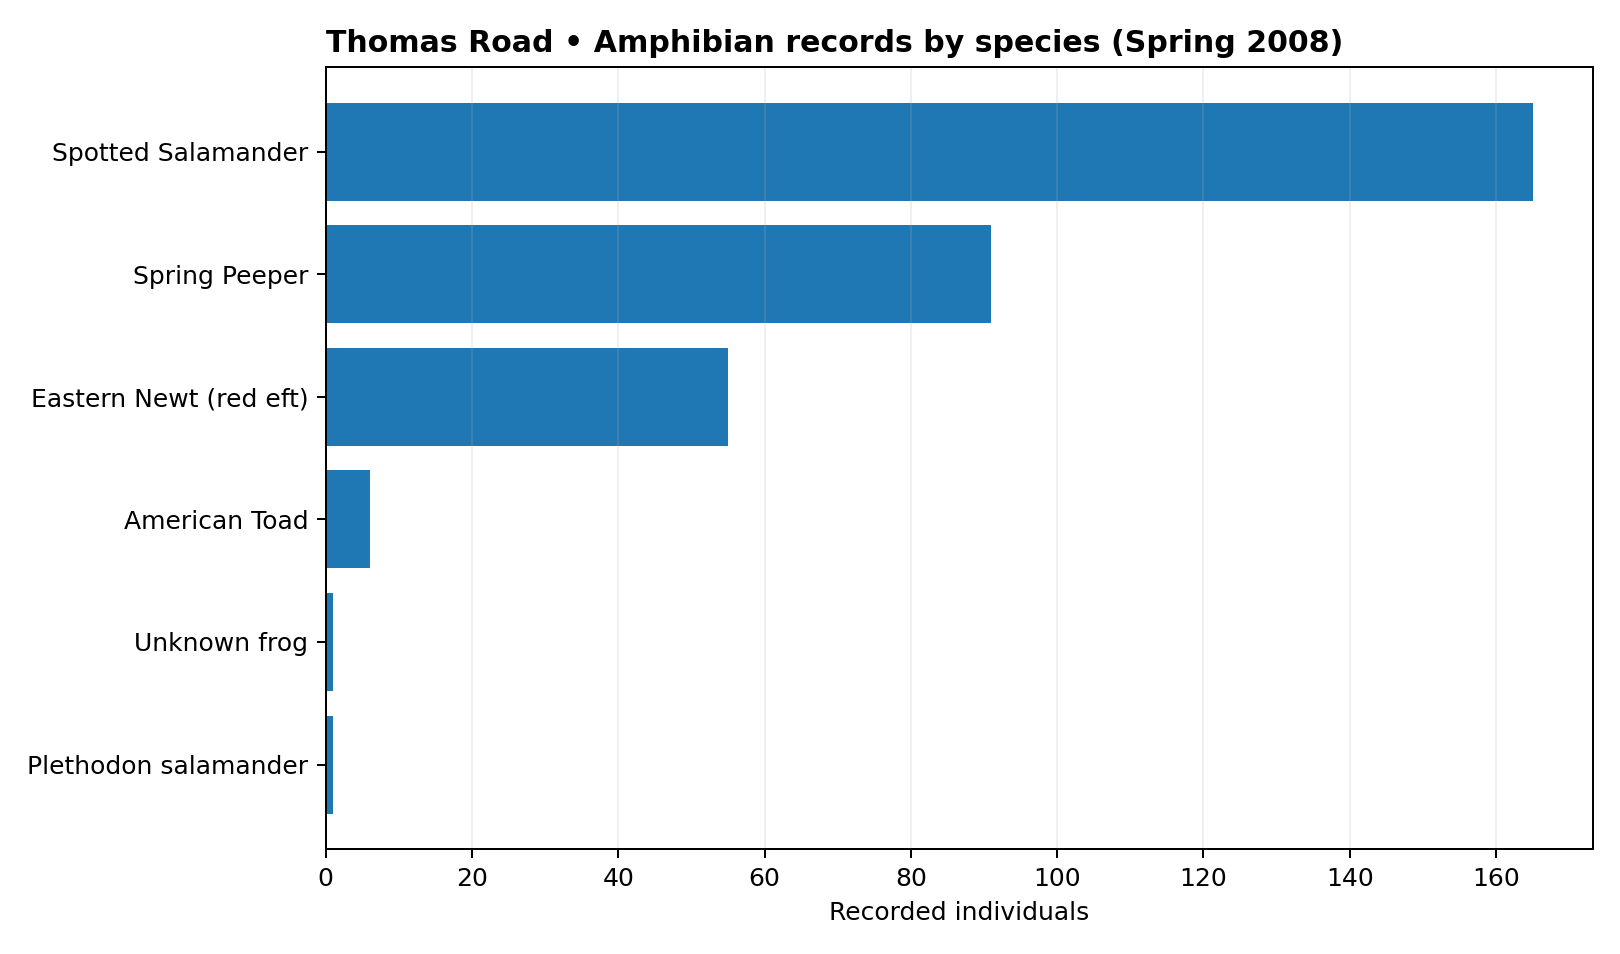 Thomas Road • Amphibian records by species (Spring 2008)
Spotted Salamander
Spring Peeper
Eastern Newt (red eft)
American Toad
Unknown frog
Plethodon salamander
0 20 40 60 80 100 120 140 160
Recorded individuals